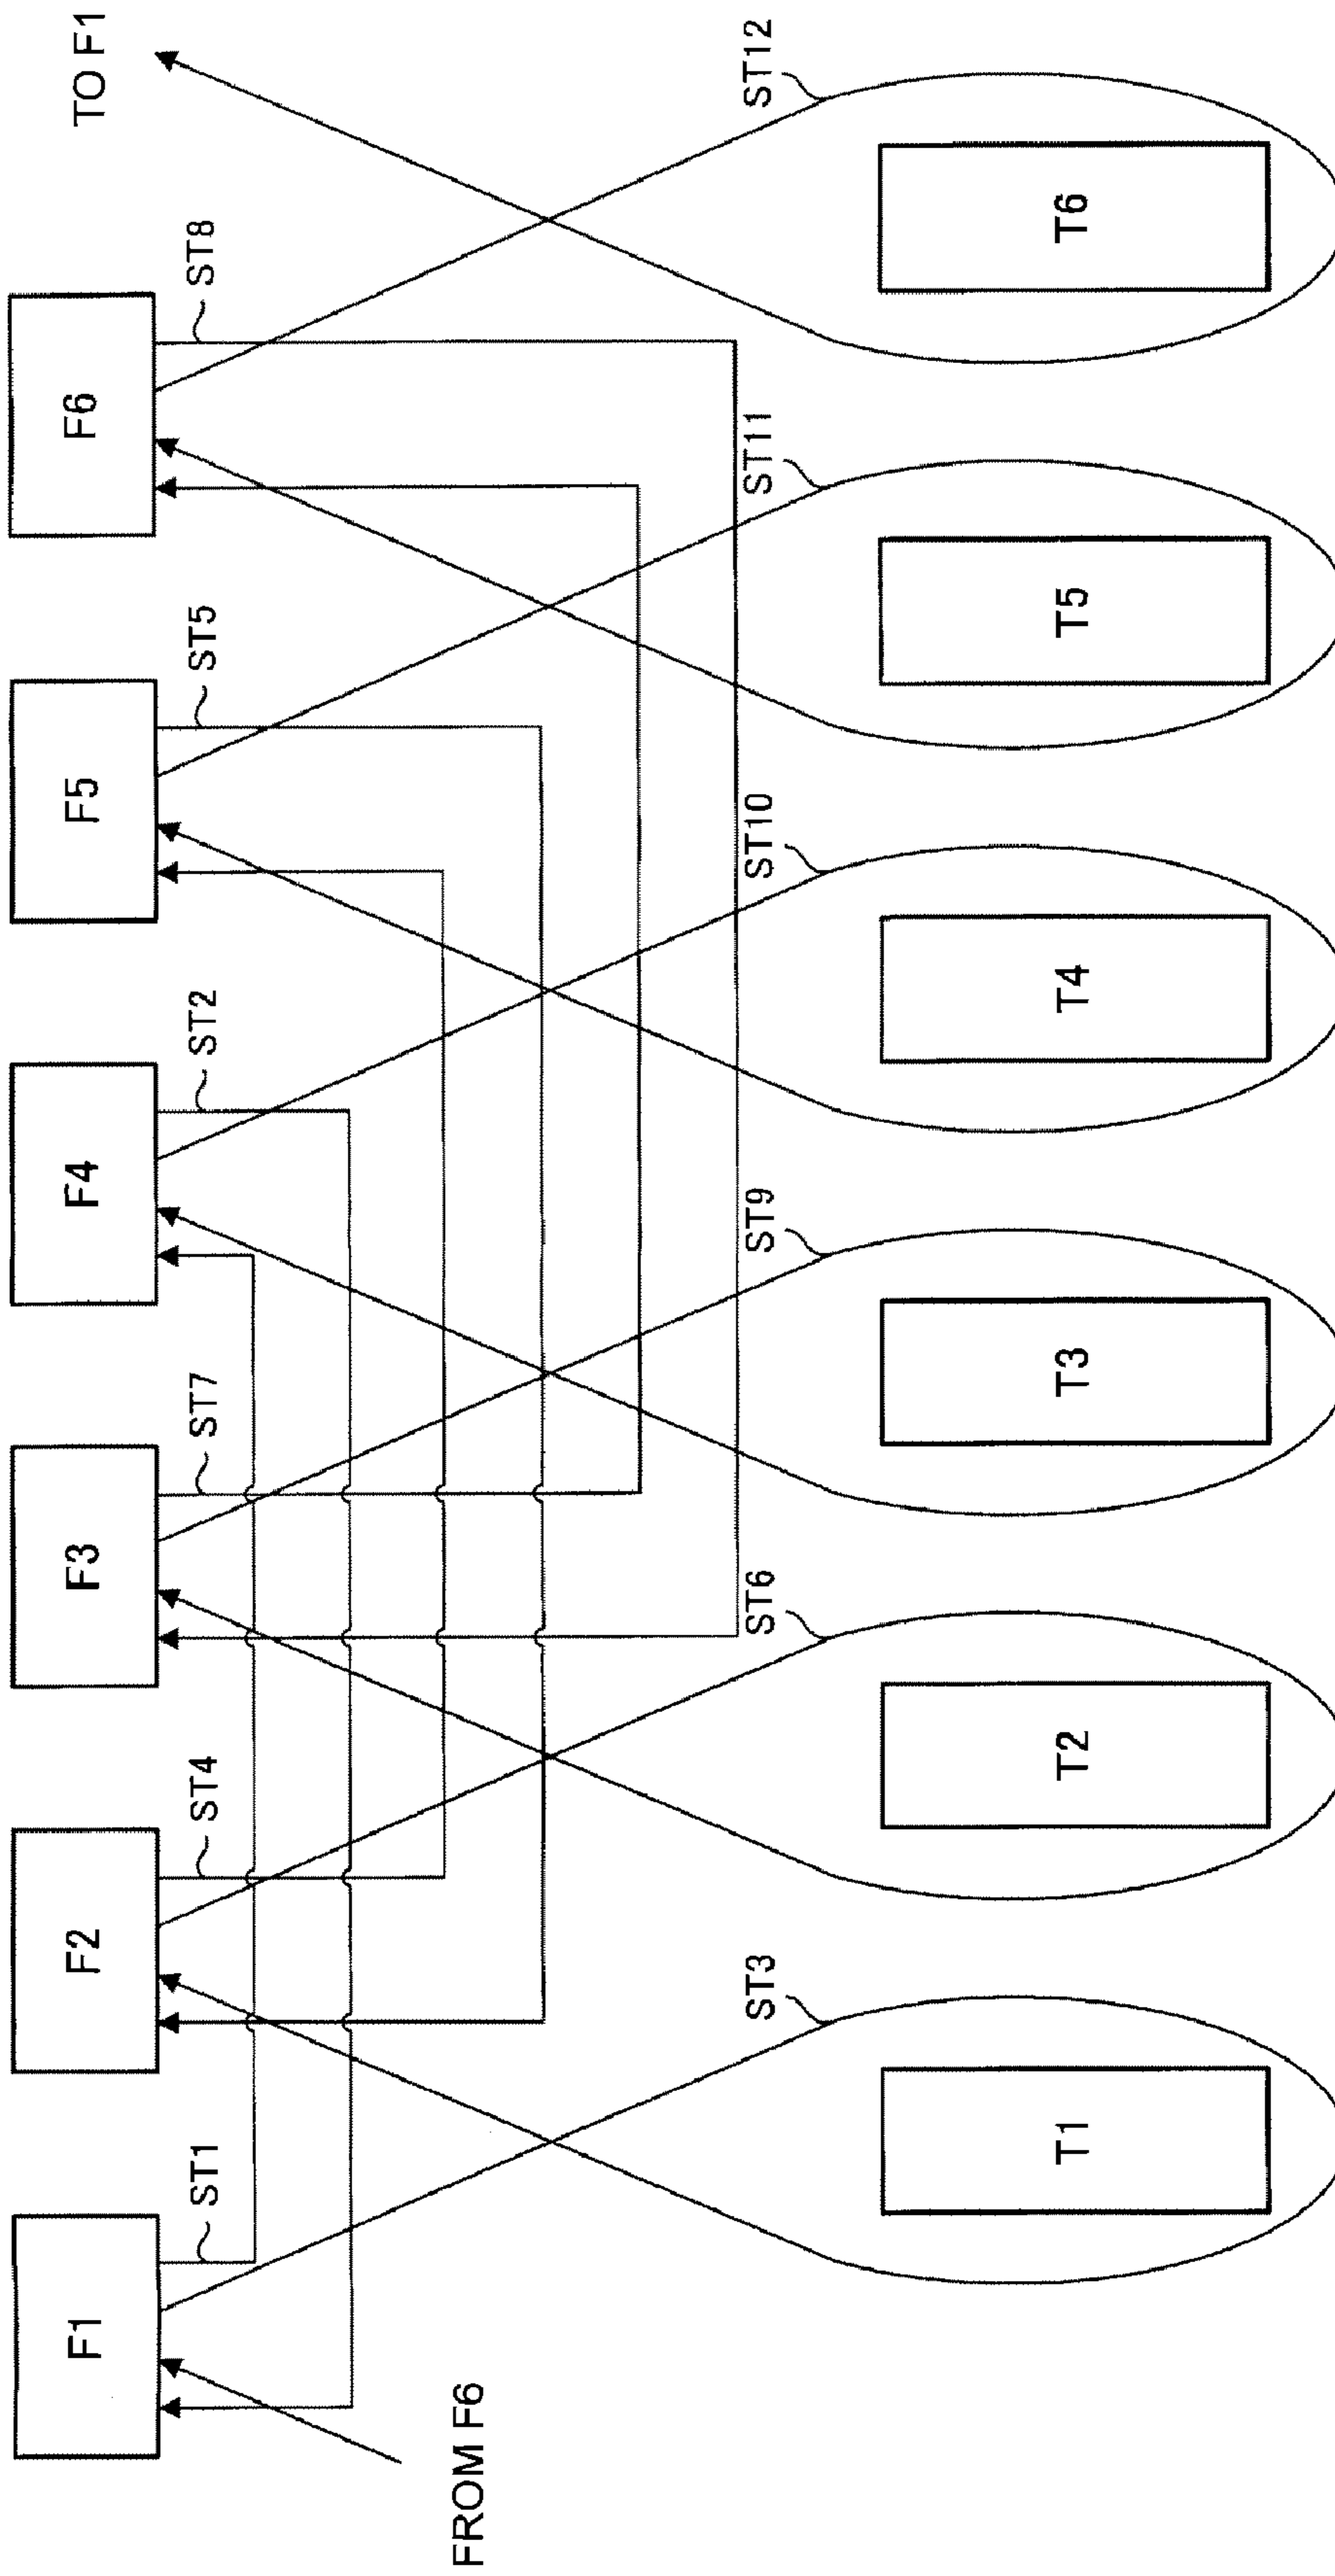 F1
F2
F3
F4
F5
F6
TO F1
ST1
ST4
ST7
ST2
ST5
ST8
FROM F6
ST3
ST6
ST9
ST10
ST11
ST12
T1
T2
T3
T4
T5
T6